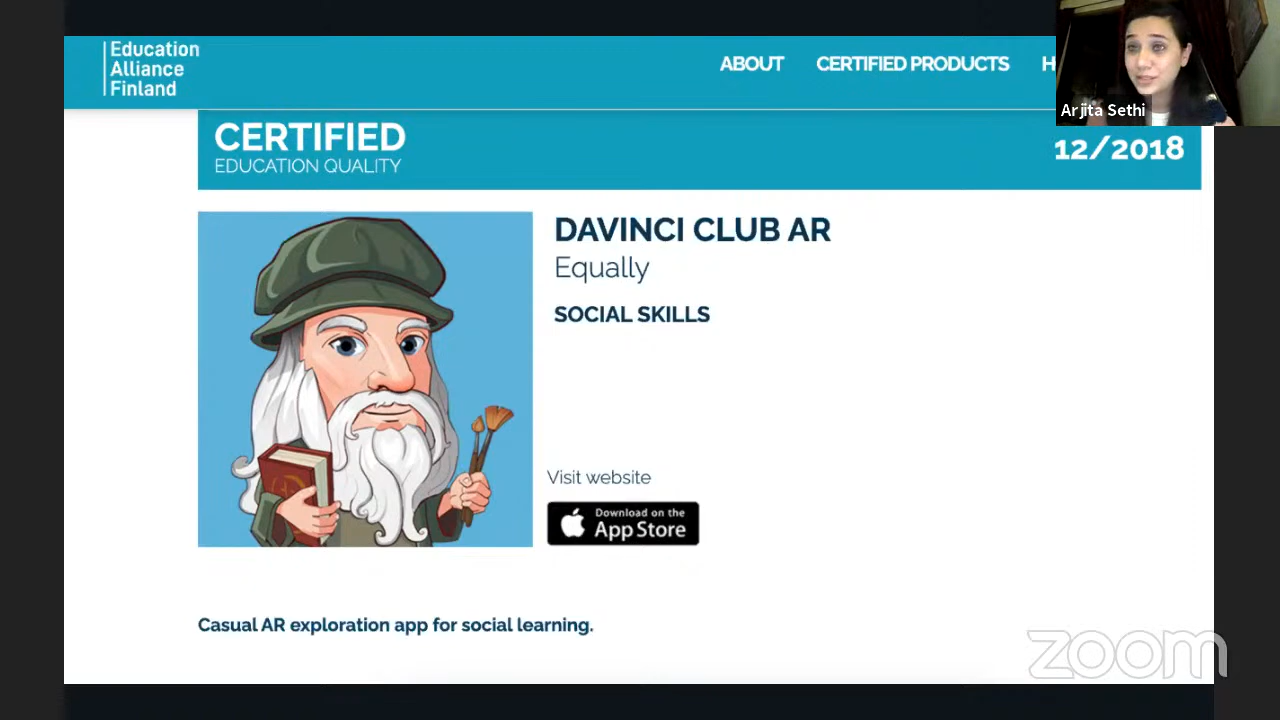 Education
Alliance
Finland
ABOUT
CERTIFIED PRODUCTS
H
Arjita Sethi
CERTIFIED
EDUCATION QUALITY
12/2018
DAVINCI CLUB AR
Equally
SOCIAL SKILLS
Visit website
Download on the
App Store
Casual AR exploration app for social learning.
zoom